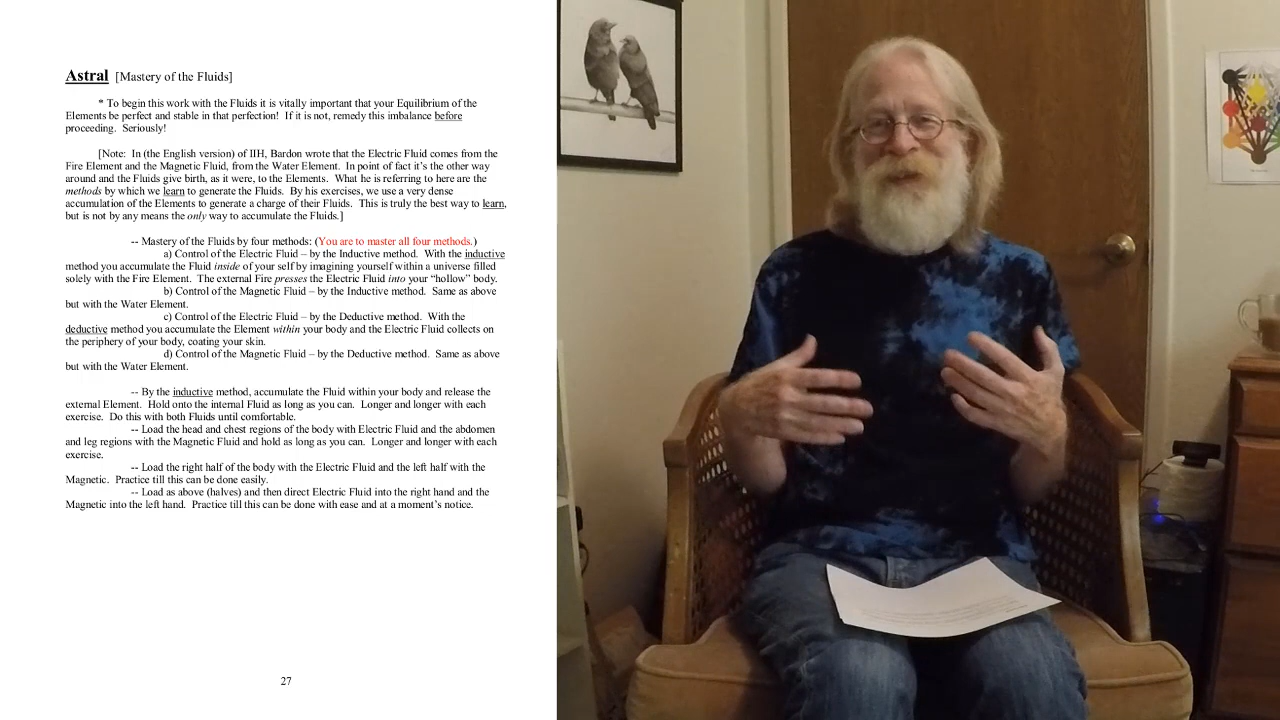 Astral [Mastery of the Fluids]
* To begin this work with the Fluids it is vitally important that your Equilibrium of the
Elements be perfect and stable in that perfection! If it is not, remedy this imbalance before
proceeding. Seriously!
[Note: In (the English version) of IIH, Bardon wrote that the Electric Fluid comes from the
Fire Element and the Magnetic Fluid, from the Water Element. In point of fact it's the other way
around and the Fluids give birth, as it were, to the Elements. What he is referring to here are the
methods by which we learn to generate the Fluids. By his exercises, we use a very dense
accumulation of the Elements to generate a charge of their Fluids. This is truly the best way to learn,
but is not by any means the only way to accumulate the Fluids.]
-- Mastery of the Fluids by four methods: (You are to master all four methods.)
a) Control of the Electric Fluid – by the Inductive method. With the inductive
method you accumulate the Fluid inside of your self by imagining yourself within a universe filled
solely with the Fire Element. The external Fire presses the Electric Fluid into your “hollow” body.
b) Control of the Magnetic Fluid – by the Inductive method. Same as above
but with the Water Element.
c) Control of the Electric Fluid – by the Deductive method. With the
deductive method you accumulate the Element within your body and the Electric Fluid collects on
the periphery of your body, coating your skin.
d) Control of the Magnetic Fluid – by the Deductive method. Same as above
but with the Water Element.
-- By the inductive method, accumulate the Fluid within your body and release the
external Element. Hold onto the internal Fluid as long as you can. Longer and longer with each
exercise. Do this with both Fluids until comfortable.
-- Load the head and chest regions of the body with Electric Fluid and the abdomen
and leg regions with the Magnetic Fluid and hold as long as you can. Longer and longer with each
exercise.
-- Load the right half of the body with the Electric Fluid and the left half with the
Magnetic. Practice till this can be done easily.
-- Load as above (halves) and then direct Electric Fluid into the right hand and the
Magnetic into the left hand. Practice till this can be done with ease and at a moment's notice.
27